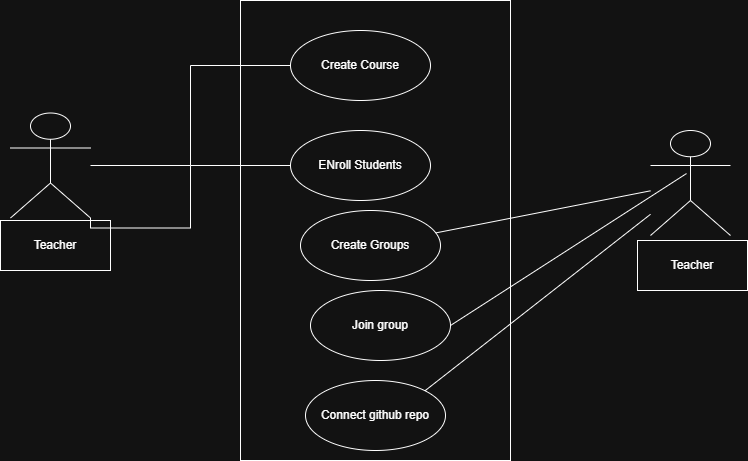 Create Course
ENroll Students
Teacher
Create Groups
Teacher
Join group
Connect github repo